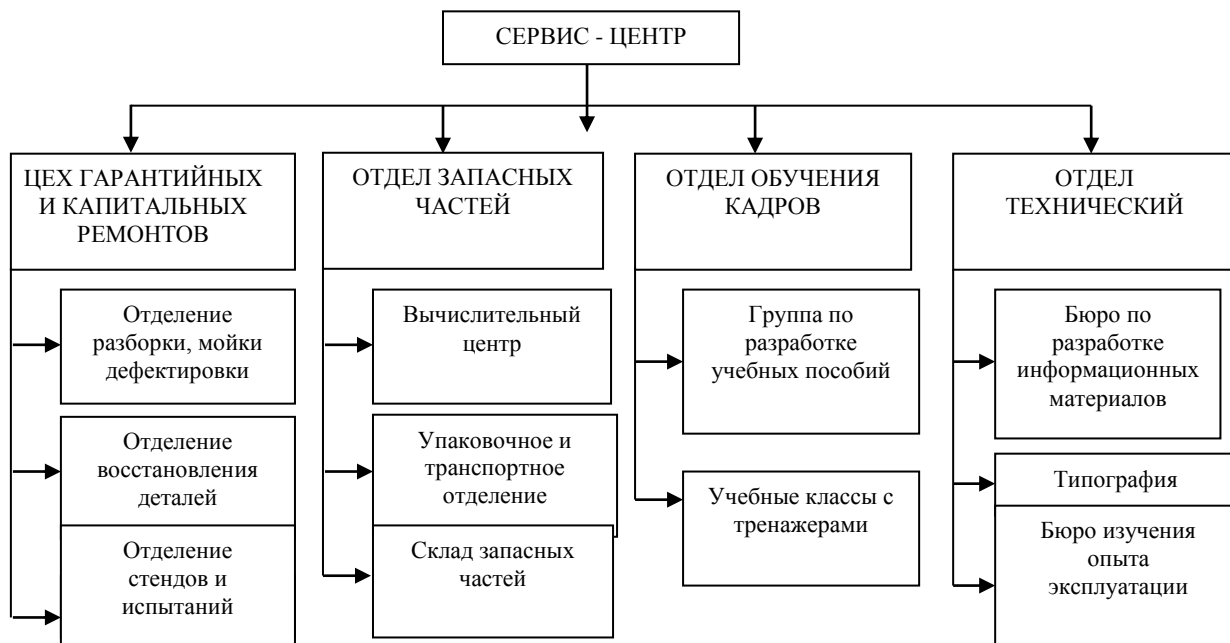 СЕРВИС - ЦЕНТР
ЦЕХ ГАРАНТИЙНЫХ
И КАПИТАЛЬНЫХ
РЕМОНТОВ
ОТДЕЛ ЗАПАСНЫХ
ЧАСТЕЙ
ОТДЕЛ ОБУЧЕНИЯ
КАДРОВ
ОТДЕЛ
ТЕХНИЧЕСКИЙ
Отделение
разборки, мойки
дефектировки
Отделение
восстановления
деталей
Отделение
стендов и
испытаний
Вычислительный
центр
Упаковочное и
транспортное
отделение
Склад запасных
частей
Группа по
разработке
учебных пособий
Учебные классы с
тренажерами
Бюро по
разработке
информационных
материалов
Типография
Бюро изучения
опыта
эксплуатации